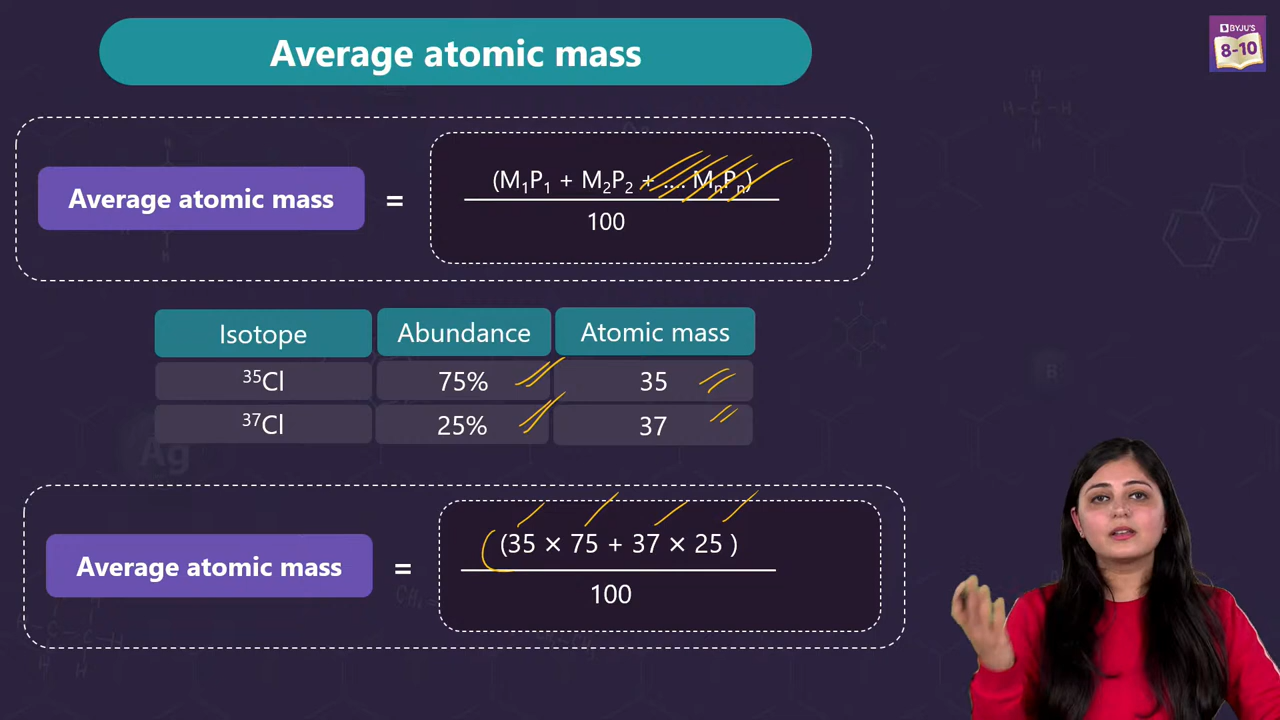 Average atomic mass
BYJU'S
8-10
Average atomic mass = (M₁P₁ + M₂P₂ + .... MₙPₙ)
100
Isotope Abundance Atomic mass
³⁵Cl 75% 35
³⁷Cl 25% 37
Average atomic mass = (35 × 75 + 37 × 25 )
100